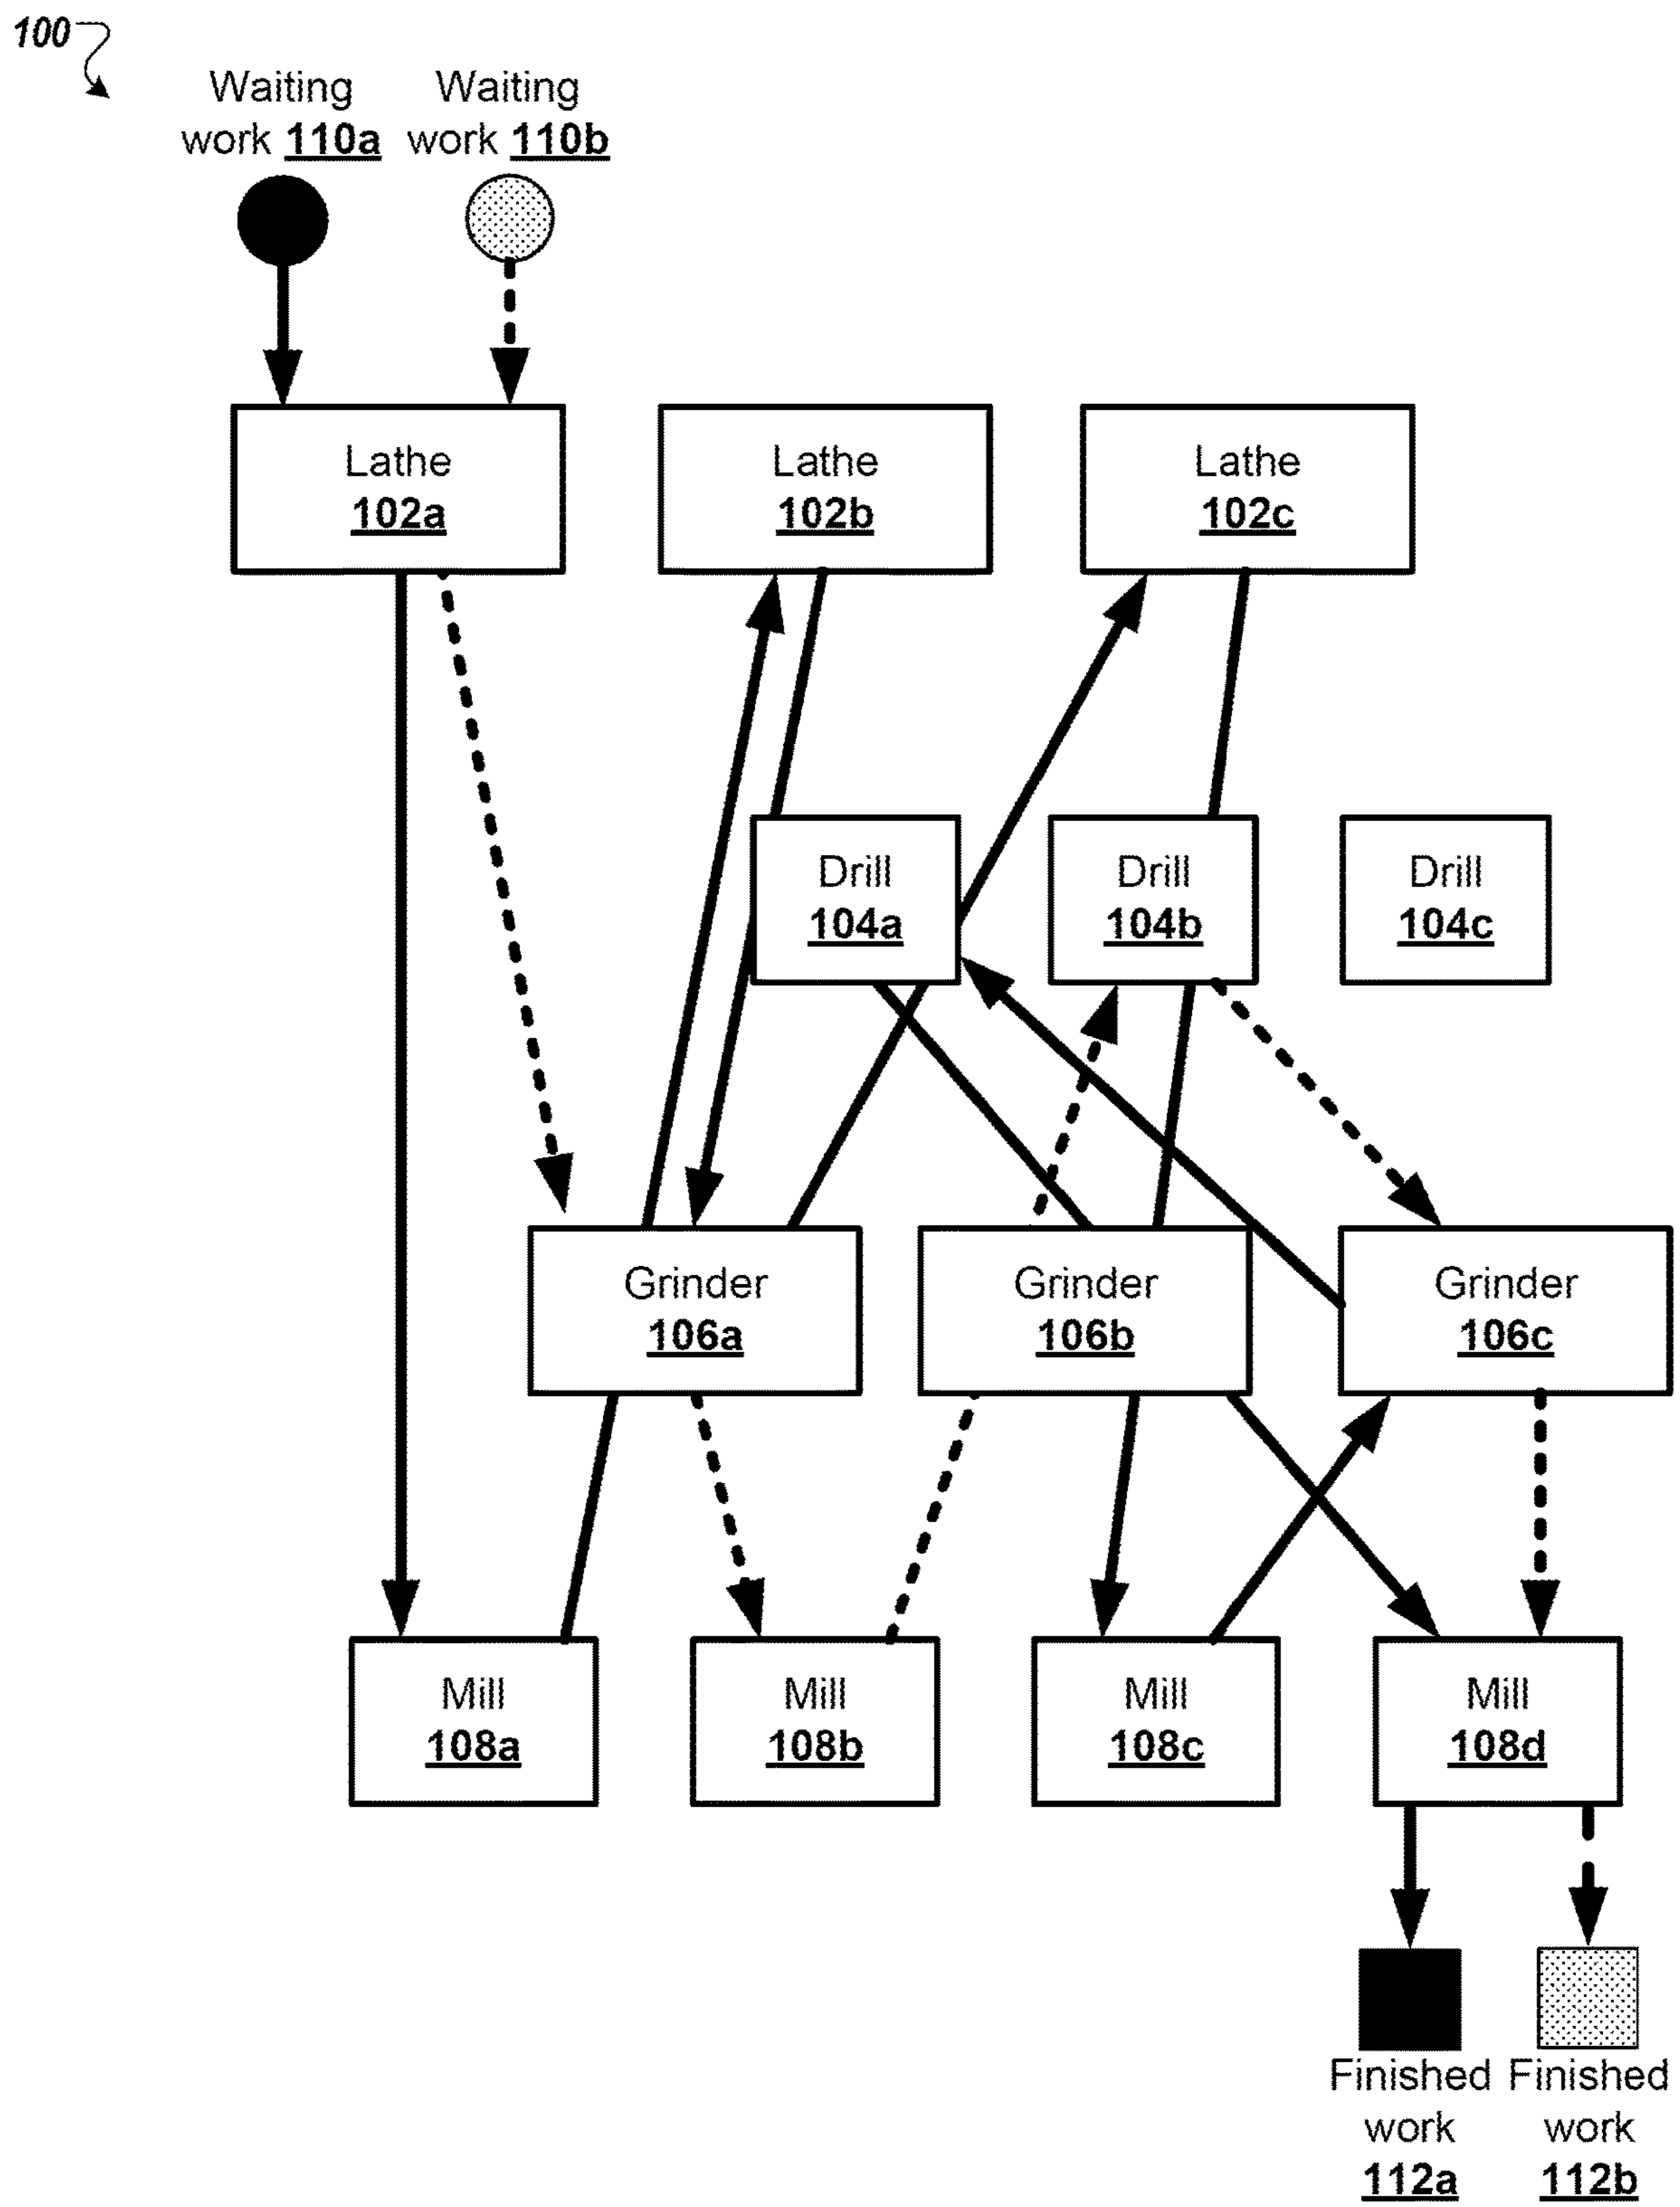 100
Waiting
work 110a
Waiting
work 110b
Lathe
102a
Lathe
102b
Lathe
102c
Drill
104a
Drill
104b
Drill
104c
Grinder
106a
Grinder
106b
Grinder
106c
Mill
108a
Mill
108b
Mill
108c
Mill
108d
Finished
work
112a
Finished
work
112b